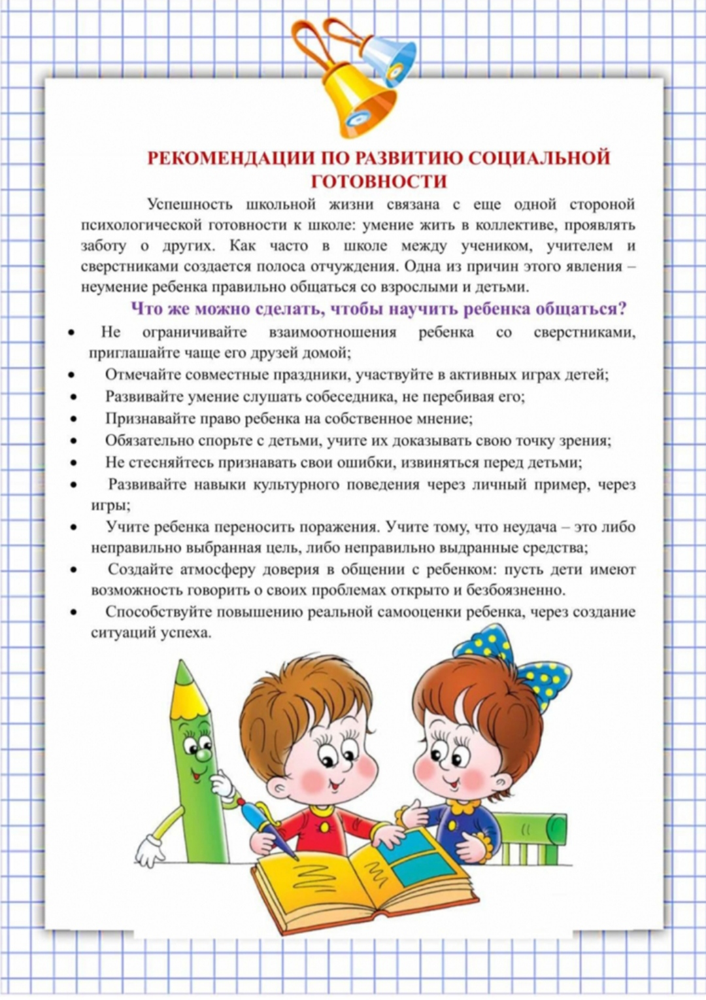 РЕКОМЕНДАЦИИ ПО РАЗВИТИЮ СОЦИАЛЬНОЙ
ГОТОВНОСТИ
Успешность школьной жизни связана с еще одной стороной
психологической готовности к школе: умение жить в коллективе, проявлять
заботу о других. Как часто в школе между учеником, учителем и
сверстниками создается полоса отчуждения. Одна из причин этого явления –
неумение ребенка правильно общаться со взрослыми и детьми.
Что же можно сделать, чтобы научить ребенка общаться?
• Не ограничивайте взаимоотношения ребенка со сверстниками,
приглашайте чаще его друзей домой;
• Отмечайте совместные праздники, участвуйте в активных играх детей;
• Развивайте умение слушать собеседника, не перебивая его;
• Признавайте право ребенка на собственное мнение;
• Обязательно спорьте с детьми, учите их доказывать свою точку зрения;
• Не стесняйтесь признавать свои ошибки, извиняться перед детьми;
• Развивайте навыки культурного поведения через личный пример, через
игры;
• Учите ребенка переносить поражения. Учите тому, что неудача – это либо
неправильно выбранная цель, либо неправильно выдранные средства;
• Создайте атмосферу доверия в общении с ребенком: пусть дети имеют
возможность говорить о своих проблемах открыто и безбоязненно.
• Способствуйте повышению реальной самооценки ребенка, через создание
ситуаций успеха.